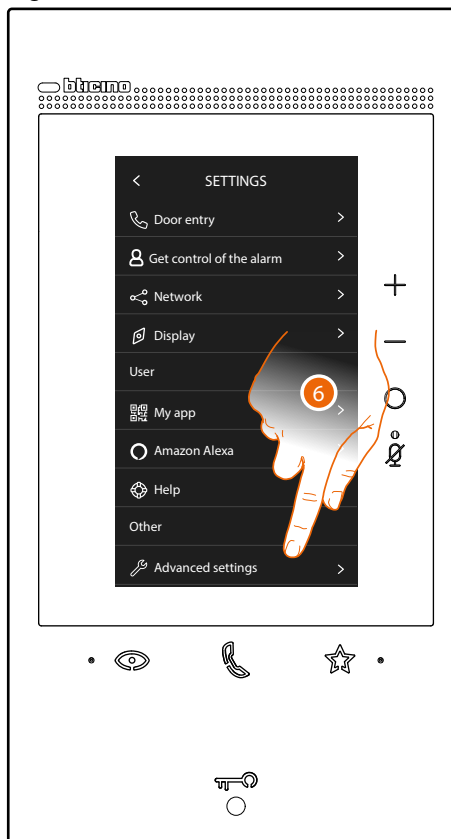 bticino
SETTINGS
Door entry
Get control of the alarm
Network
Display
User
6
My app
Amazon Alexa
Help
Other
Advanced settings